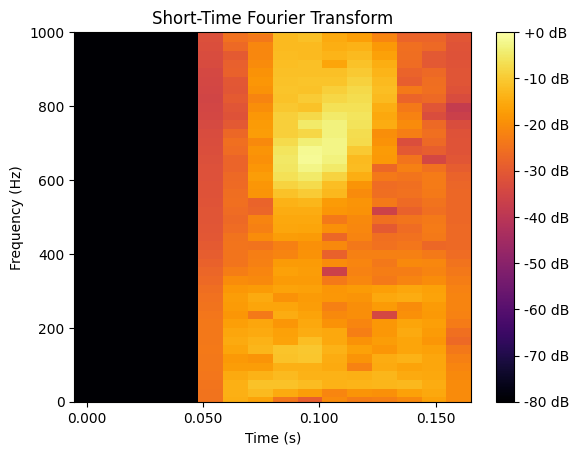 Short-Time Fourier Transform
1000
800
600
400
200
0
Frequency (Hz)
0.000
0.050
0.100
0.150
Time (s)
+0 dB
-10 dB
-20 dB
-30 dB
-40 dB
-50 dB
-60 dB
-70 dB
-80 dB